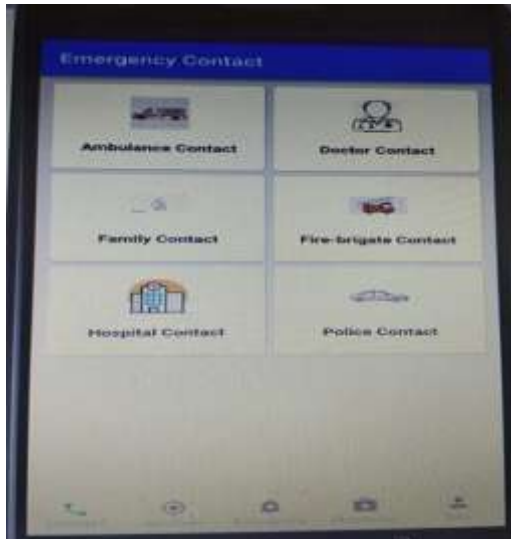 Emergency Contact
Ambulance Contact
Doctor Contact
Family Contact
Fire-brigate Contact
Hospital Contact
Police Contact